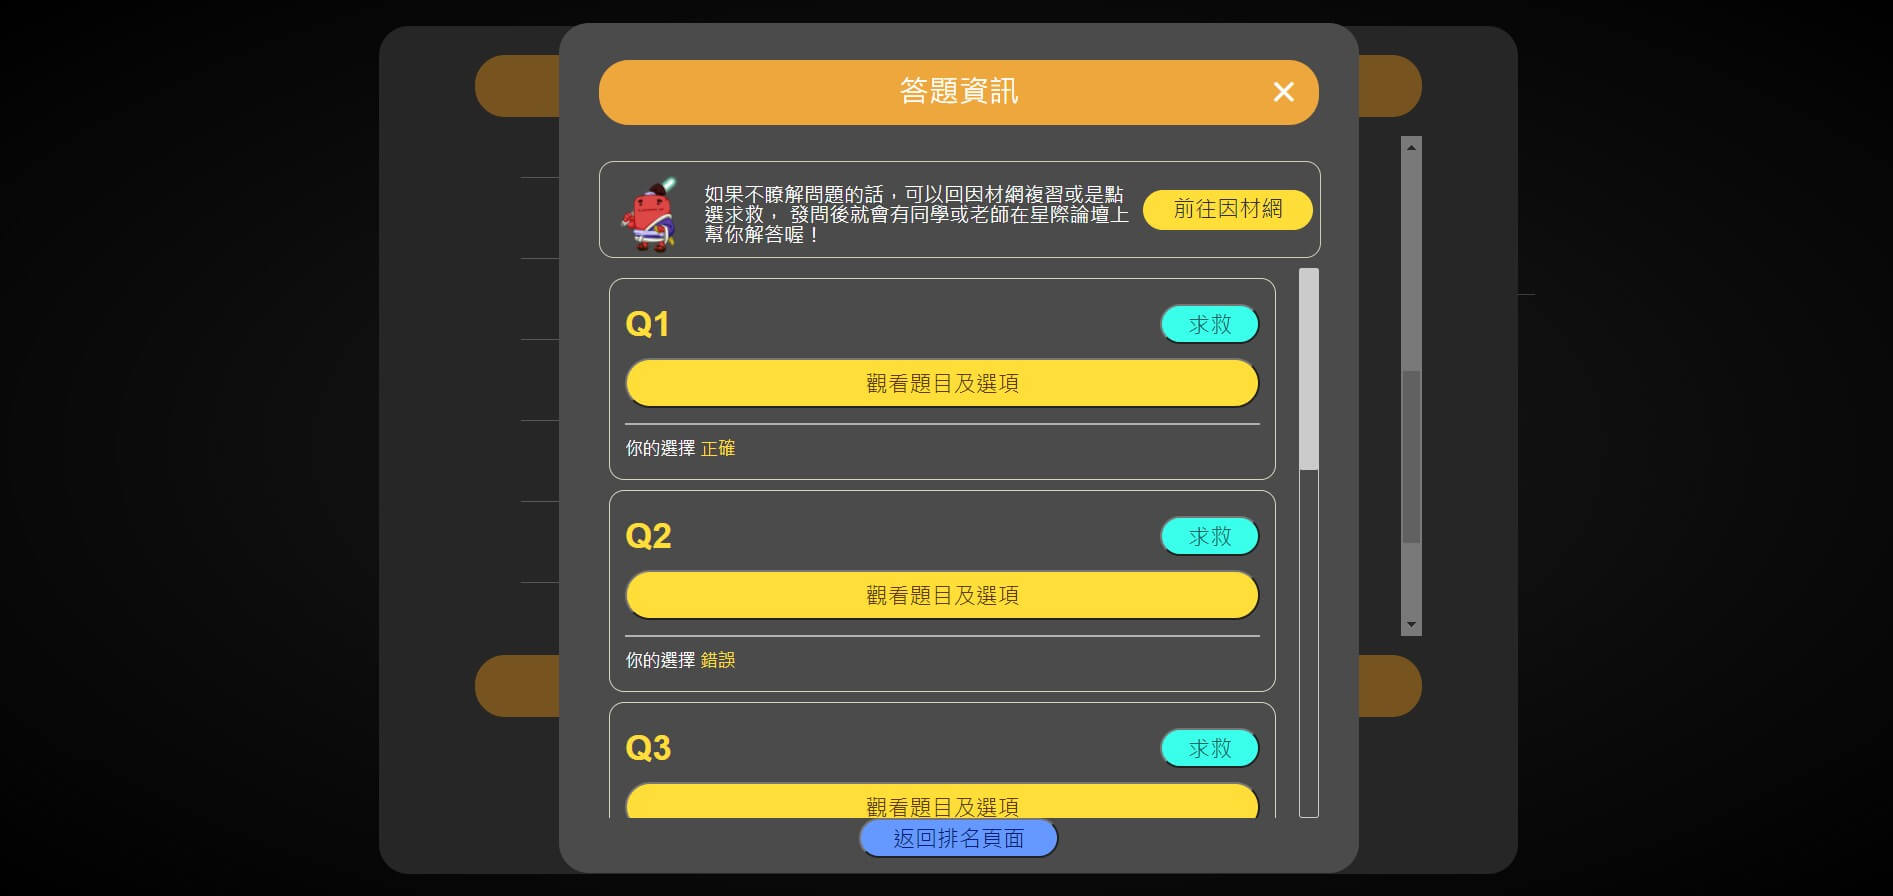 答題資訊
如果不瞭解問題的話，可以回因材網複習或是點
選求救， 發問後就會有同學或老師在星際論壇上
幫你解答喔！
前往因材網
Q1
求救
觀看題目及選項
你的選擇 正確
Q2
求救
觀看題目及選項
你的選擇 錯誤
Q3
求救
觀看題目及選項
返回排名頁面